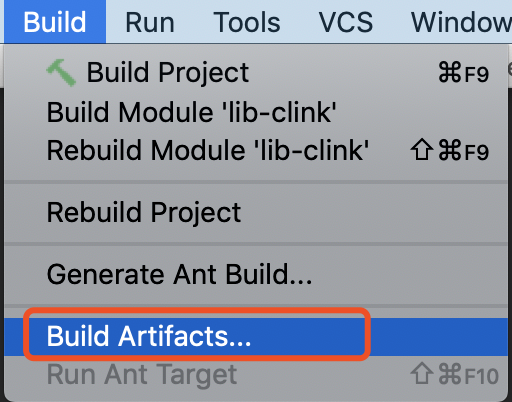 Build Run Tools VCS Window
Build Project ⌘F9
Build Module 'lib-clink'
Rebuild Module 'lib-clink' ⇧⌘F9
Rebuild Project
Generate Ant Build...
Build Artifacts...
Run Ant Target ⇧⌘F10